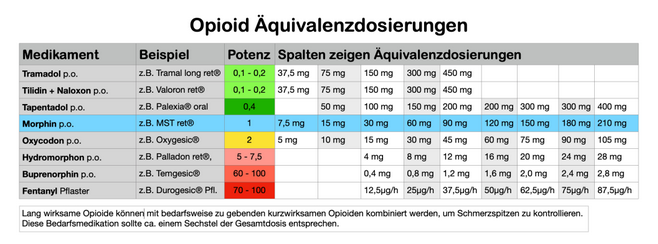 Opioid Äquivalenzdosierungen
Medikament Beispiel Potenz Spalten zeigen Äquivalenzdosierungen
Tramadol p.o. z.B. Tramal long ret® 0,1 - 0,2 37,5 mg 75 mg 150 mg 300 mg 450 mg
Tilidin + Naloxon p.o. z.B. Valoron ret® 0,1 - 0,2 37,5 mg 75 mg 150 mg 300 mg 450 mg
Tapentadol p.o. z.B. Palexia® oral 0,4 50 mg 100 mg 150 mg 200 mg 200 mg 300 mg 300 mg 400 mg
Morphin p.o. z.B. MST ret® 1 7,5 mg 15 mg 30 mg 60 mg 90 mg 120 mg 150 mg 180 mg 210 mg
Oxycodon p.o. z.B. Oxygesic® 2 5 mg 10 mg 15 mg 30 mg 45 mg 60 mg 75 mg 90 mg 105 mg
Hydromorphon p.o. z.B. Palladon ret®, 5 - 7,5 4 mg 8 mg 12 mg 16 mg 20 mg 24 mg 28 mg
Buprenorphin p.o. z.B. Temgesic® 60 - 100 0,4 mg 0,8 mg 1,2 mg 1,6 mg 2,0 mg 2,4 mg 2,8 mg
Fentanyl Pflaster z.B. Durogesic® Pfl. 70 - 100 12,5µg/h 25µg/h 37,5µg/h 50µg/h 62,5µg/h 75µg/h 87,5µg/h
Lang wirksame Opioide können mit bedarfsweise zu gebenden kurzwirksamen Opioiden kombiniert werden, um Schmerzspitzen zu kontrollieren.
Diese Bedarfsmedikation sollte ca. einem Sechstel der Gesamtdosis entsprechen.